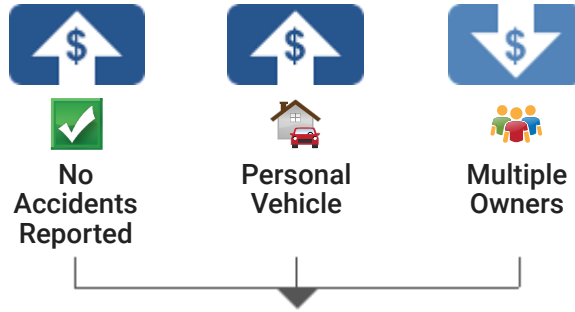 $
$
$
No
Accidents
Reported
Personal
Vehicle
Multiple
Owners